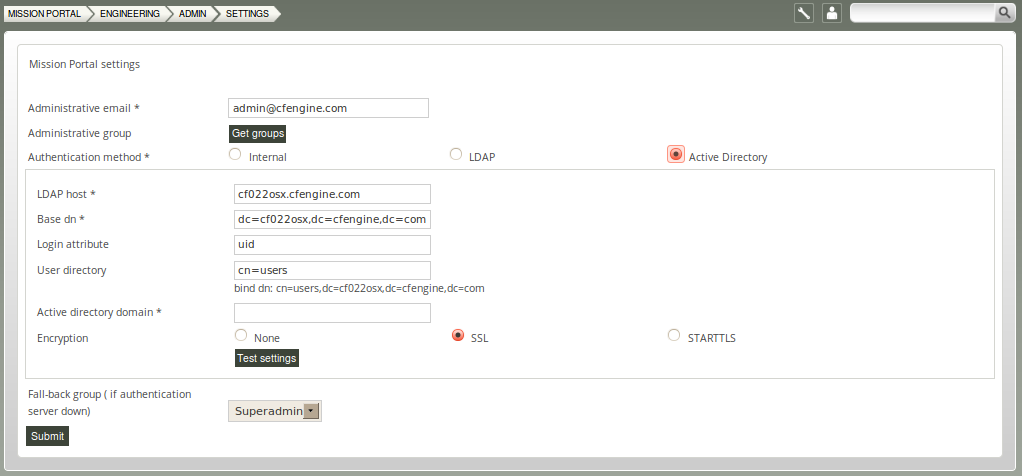 MISSION PORTAL ENGINEERING ADMIN SETTINGS
Mission Portal settings
Administrative email * admin@cfengine.com
Administrative group Get groups
Authentication method * Internal LDAP Active Directory
LDAP host * cf022osx.cfengine.com
Base dn * dc=cf022osx,dc=cfengine,dc=com
Login attribute uid
User directory cn=users
bind dn: cn=users,dc=cf022osx,dc=cfengine,dc=com
Active directory domain *
Encryption None SSL STARTTLS
Test settings
Fall-back group ( if authentication
server down) Superadmin
Submit